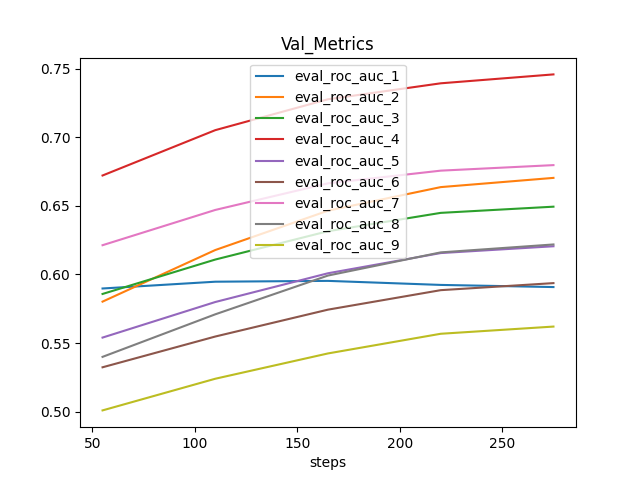 Val_Metrics
0.75
0.70
0.65
0.60
0.55
0.50
eval_roc_auc_1
eval_roc_auc_2
eval_roc_auc_3
eval_roc_auc_4
eval_roc_auc_5
eval_roc_auc_6
eval_roc_auc_7
eval_roc_auc_8
eval_roc_auc_9
50 100 150 200 250
steps